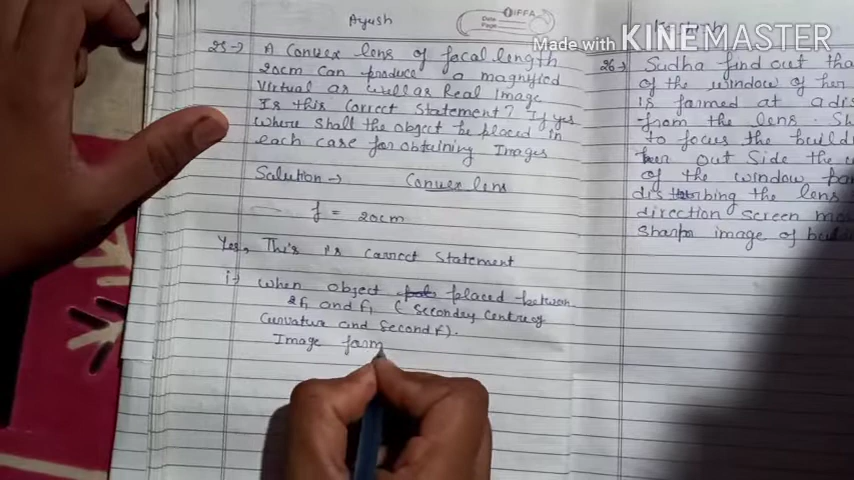 Ayush
Date
Page
Made with KINEMASTER
25→ A Convex lens of focal length
20cm can produce a magnified
Virtual as well as Real Image
Is this Correct Statement? If yes
where shall the object be placed in
each case for obtaining Images
Solution→ Convex lens
f = 20cm
Yes, This is Correct Statement
i→ when object placed between
2F1 and F1 (Secondey Centre of
Curvature and Second F).
Image form
26→ Sudha find out tha
of the window of her
is formed at a dis
from the lens. Sh
to focus the build
out Side the
of the window
distrbing the lens
direction screen mo
sharp image of buil